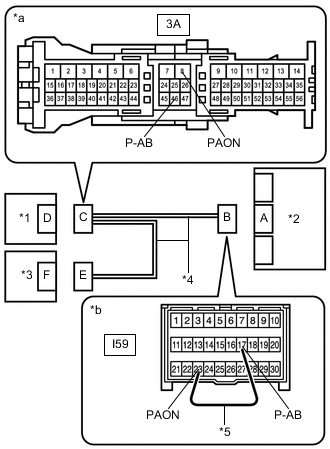 *a
3A
1 2 3 4 5 6 7 8 9 10 11 12 13 14
15 16 17 18 19 20 21 22 23 24 25 26 27 28 29 30 31 32 33 34 35
36 37 38 39 40 41 42 43 44 45 46 47 48 49 50 51 52 53 54 55 56
P-AB PAON
*1 D C B A *2
*3 F E
*4
*b
I59
1 2 3 4 5 6 7 8 9 10
11 12 13 14 15 16 17 18 19 20
21 22 23 24 25 26 27 28 29 30
PAON P-AB
*5